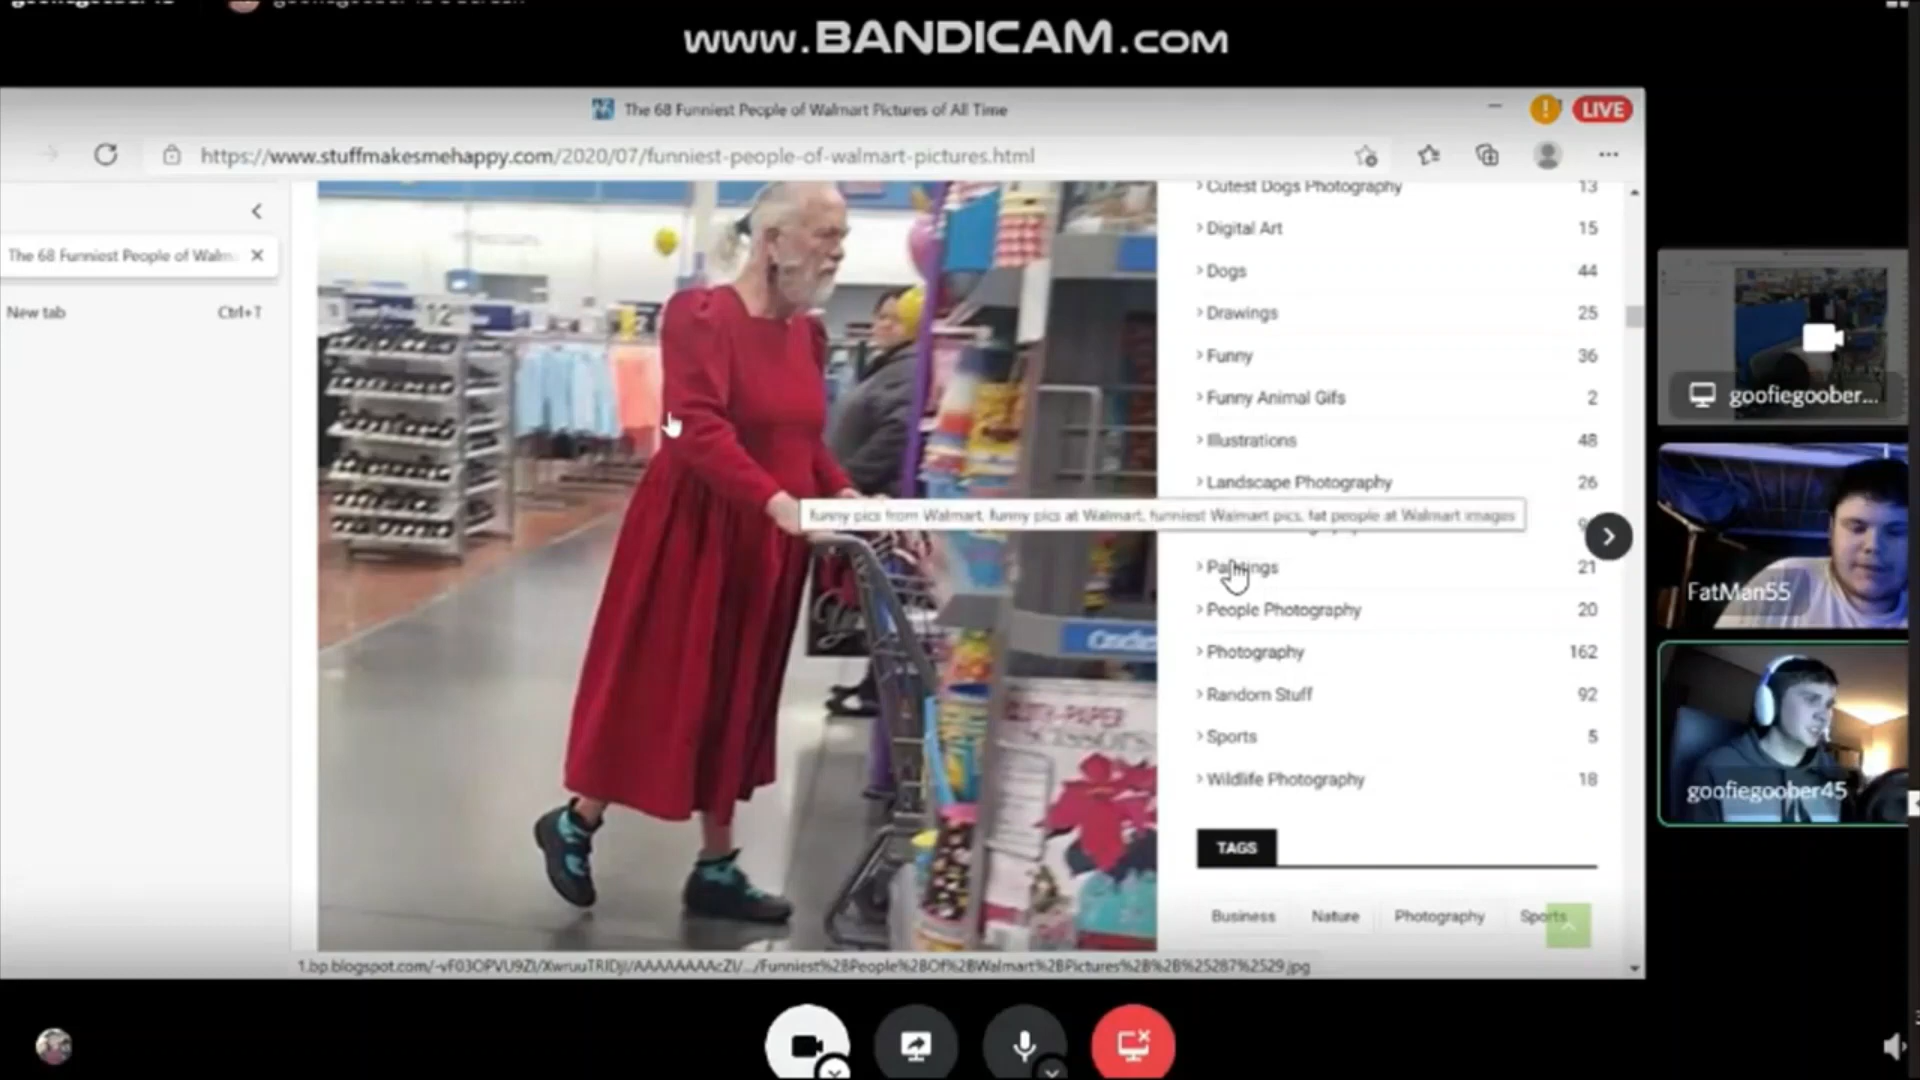 www.BANDICAM.com
The 68 Funniest People of Walmart Pictures of All Time
LIVE
https://www.stuffmakesmehappy.com/2020/07/funniest-people-of-walmart-pictures.html
The 68 Funniest People of Walm
New tab Ctrl+T
12
Cutest Dogs Photography 13
Digital Art 15
Dogs 44
Drawings 25
Funny 36
Funny Animal Gifs 2
Illustrations 48
Landscape Photography 26
funny pics from Walmart, funny pics at Walmart, funniest Walmart pics, fat people at Walmart images
Paintings 21
People Photography 20
Photography 162
Random Stuff 92
Sports 5
Wildlife Photography 18
TAGS
Business Nature Photography Sports
goofiegoober...
FatMan55
goofiegoober45